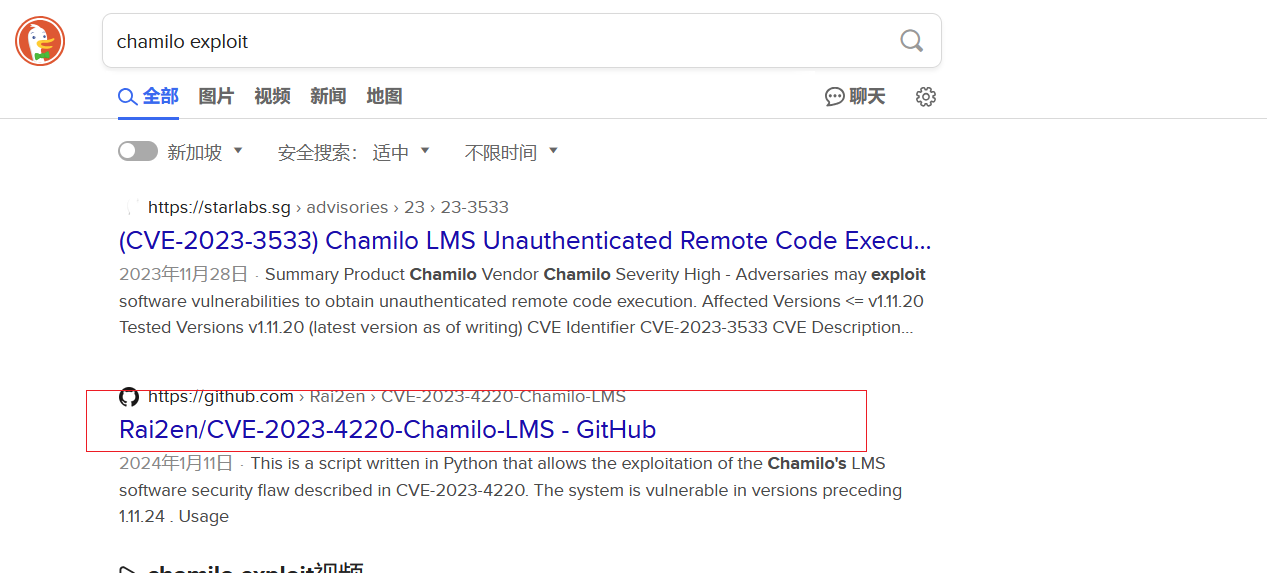 chamilo exploit
全部 图片 视频 新闻 地图 聊天
新加坡 安全搜索： 适中 不限时间
https://starlabs.sg › advisories › 23 › 23-3533
(CVE-2023-3533) Chamilo LMS Unauthenticated Remote Code Execu...
2023年11月28日 · Summary Product Chamilo Vendor Chamilo Severity High - Adversaries may exploit
software vulnerabilities to obtain unauthenticated remote code execution. Affected Versions <= v1.11.20
Tested Versions v1.11.20 (latest version as of writing) CVE Identifier CVE-2023-3533 CVE Description...
https://github.com › Rai2en › CVE-2023-4220-Chamilo-LMS
Rai2en/CVE-2023-4220-Chamilo-LMS - GitHub
2024年1月11日 · This is a script written in Python that allows the exploitation of the Chamilo's LMS
software security flaw described in CVE-2023-4220. The system is vulnerable in versions preceding
1.11.24 . Usage
chamilo exploit视频